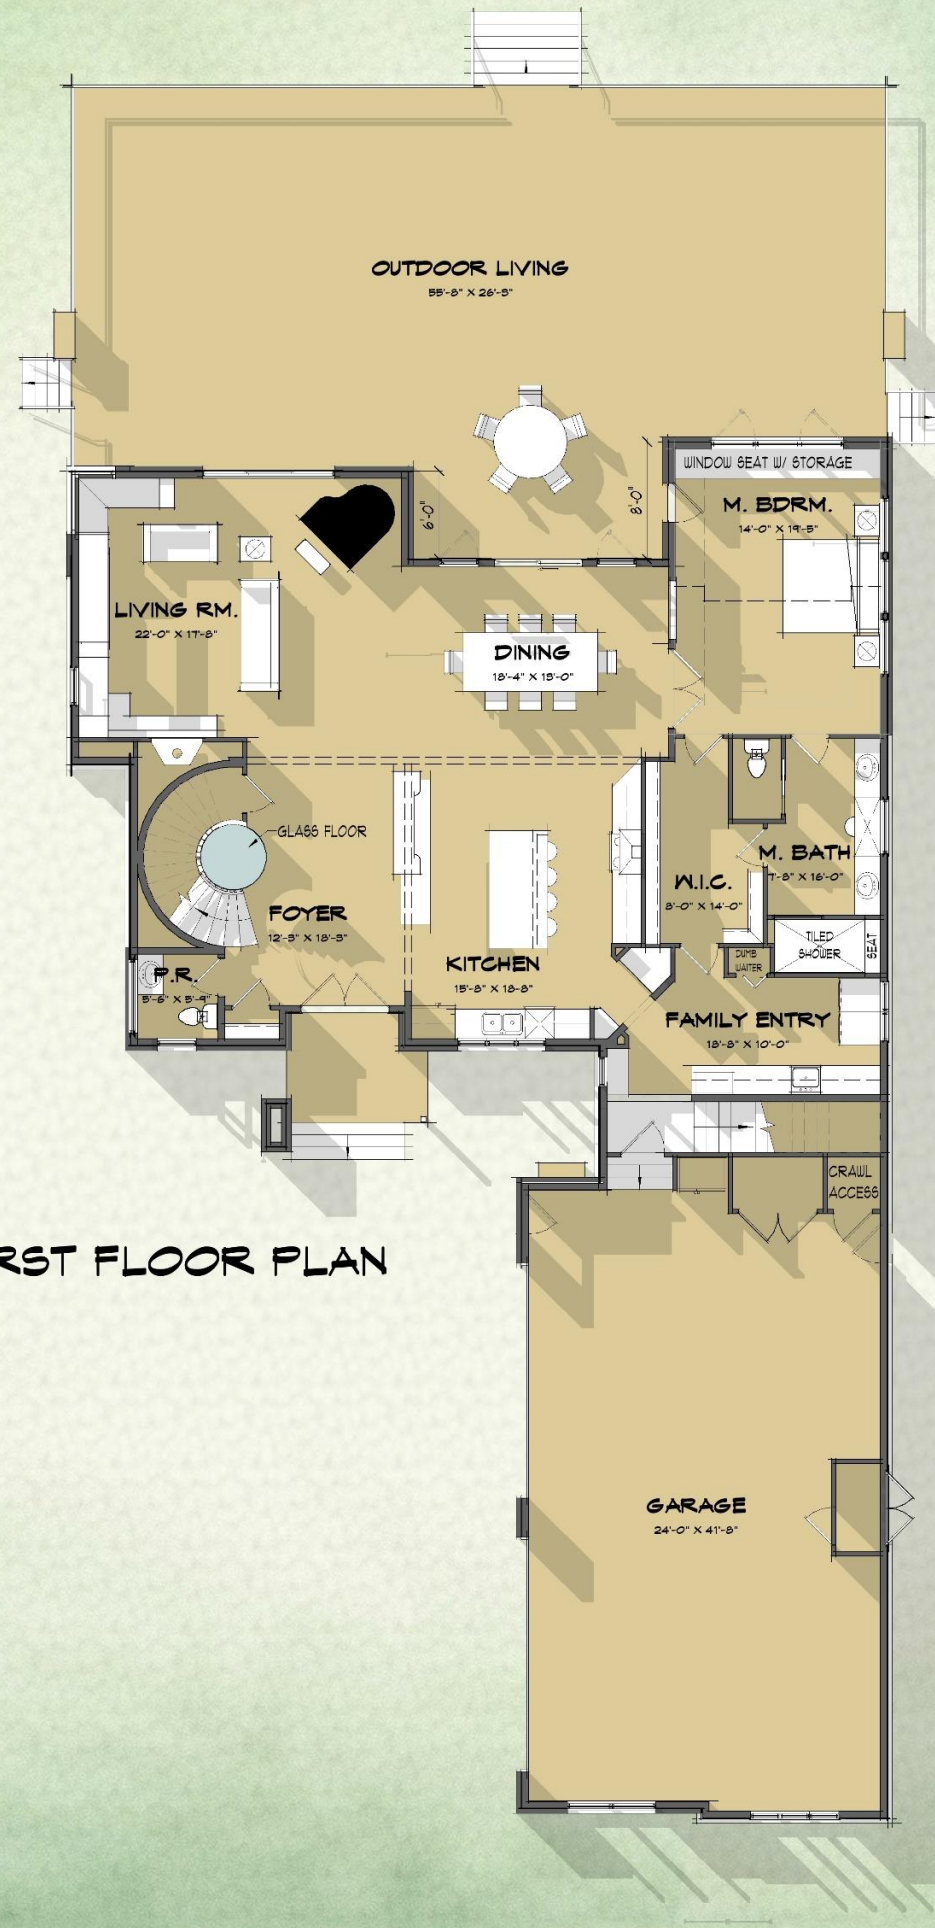 OUTDOOR LIVING
55'-8" X 26'-5"
WINDOW SEAT W/ STORAGE
M. BDRM.
14'-0" X 19'-5"
6'-0"
8'-0"
LIVING RM.
22'-0" X 17'-8"
DINING
18'-4" X 13'-0"
GLASS FLOOR
M. BATH
7'-8" X 16'-0"
W.I.C.
8'-0" X 14'-0"
FOYER
12'-3" X 18'-3"
TILED
SHOWER
SEAT
DUMB
WAITER
KITCHEN
15'-8" X 18'-8"
P.R.
5'-6" X 5'-9"
FAMILY ENTRY
18'-8" X 10'-0"
CRAWL
ACCESS
RST FLOOR PLAN
GARAGE
24'-0" X 41'-8"